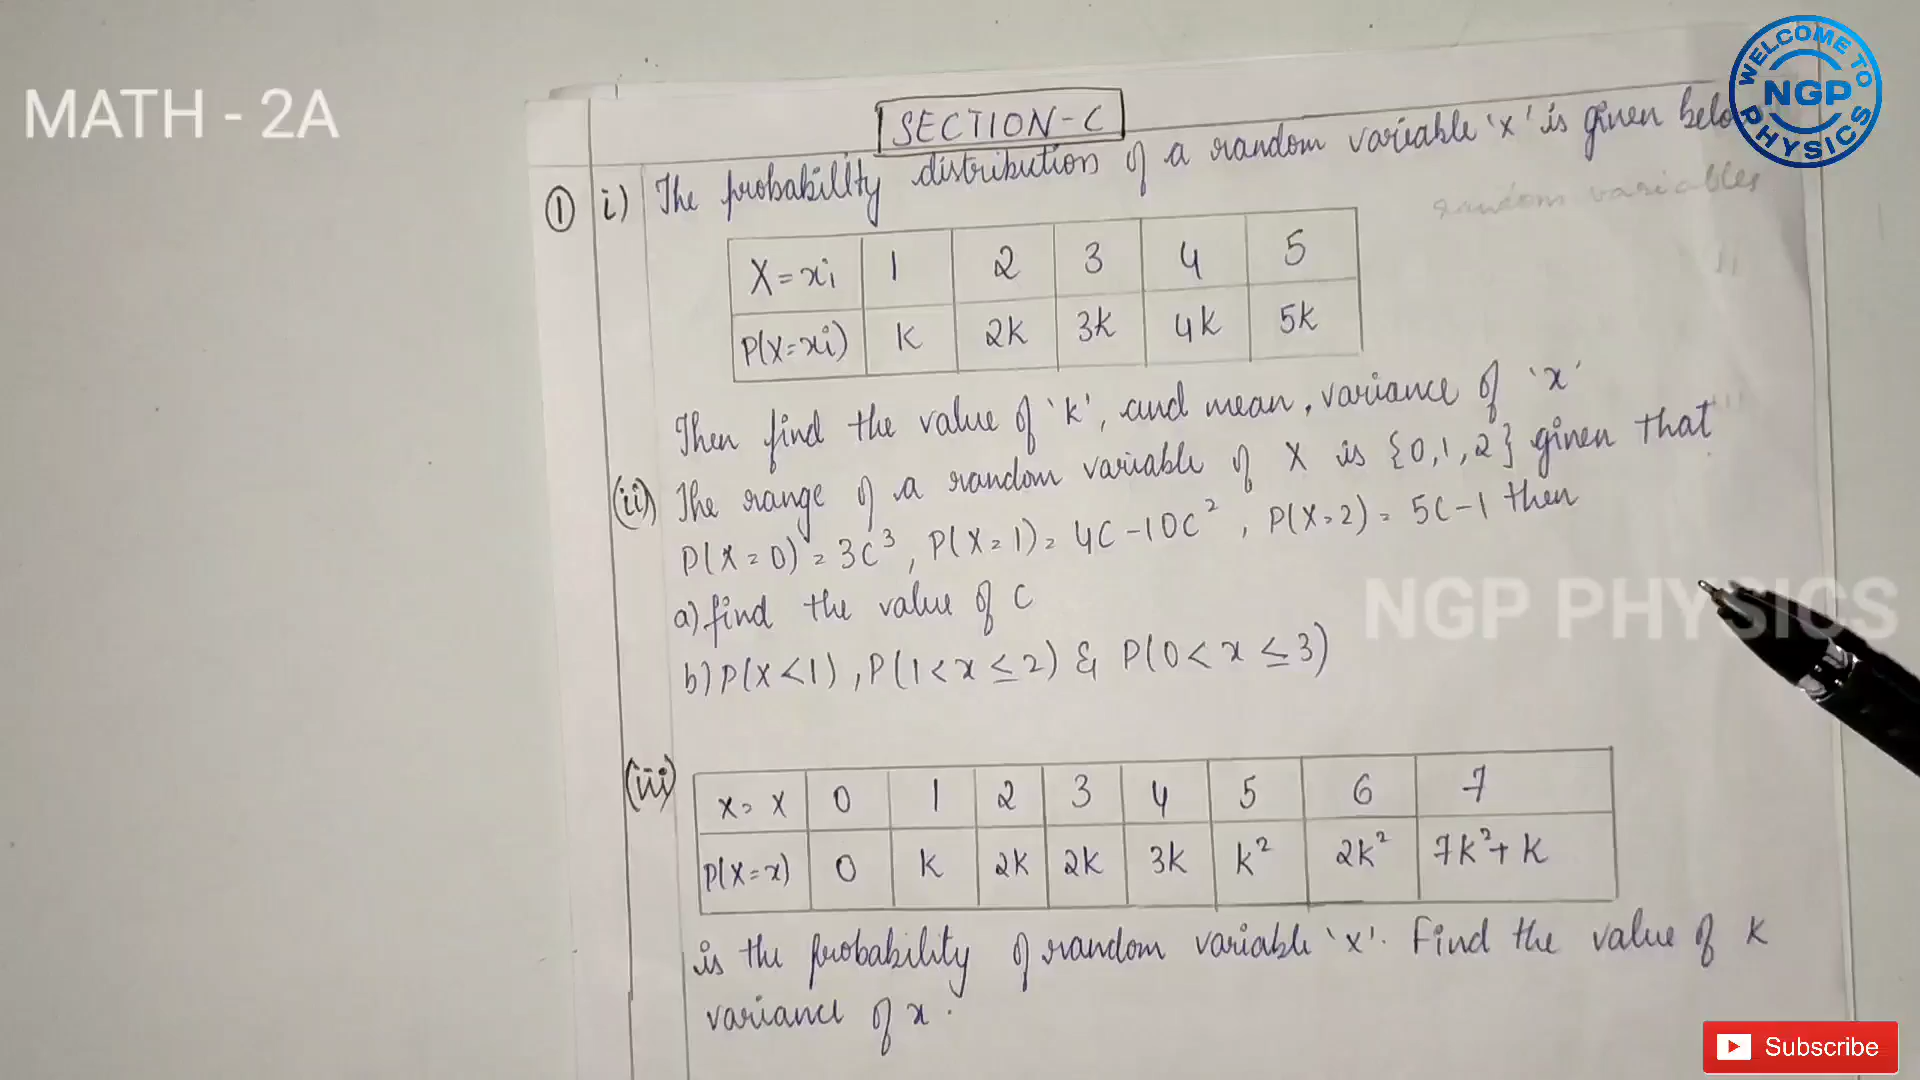 MATH - 2A
WELCOME TO
NGP
PHYSICS
SECTION-C
① i) The probabillty distribution of a random variable 'x' is given belo
random variables
X=xi 1 2 3 4 5
P(X=xi) K 2K 3K 4K 5K
Then find the value of 'K', and mean, variance of 'x'
(ii) The range of a random variable of X is {0,1,2} given that
P(X=0)=3C³, P(X=1)=4C-10C², P(X=2)=5C-1 then
a) find the value of C
NGP PHYSICS
b) P(X<1), P(1<x≤2) & P(0<x≤3)
(iii) X=X 0 1 2 3 4 5 6 7
P(X=x) 0 K 2K 2K 3K K² 2K² 7K²+K
is the probability of random variable 'x'. Find the value of K
variance of x.
Subscribe